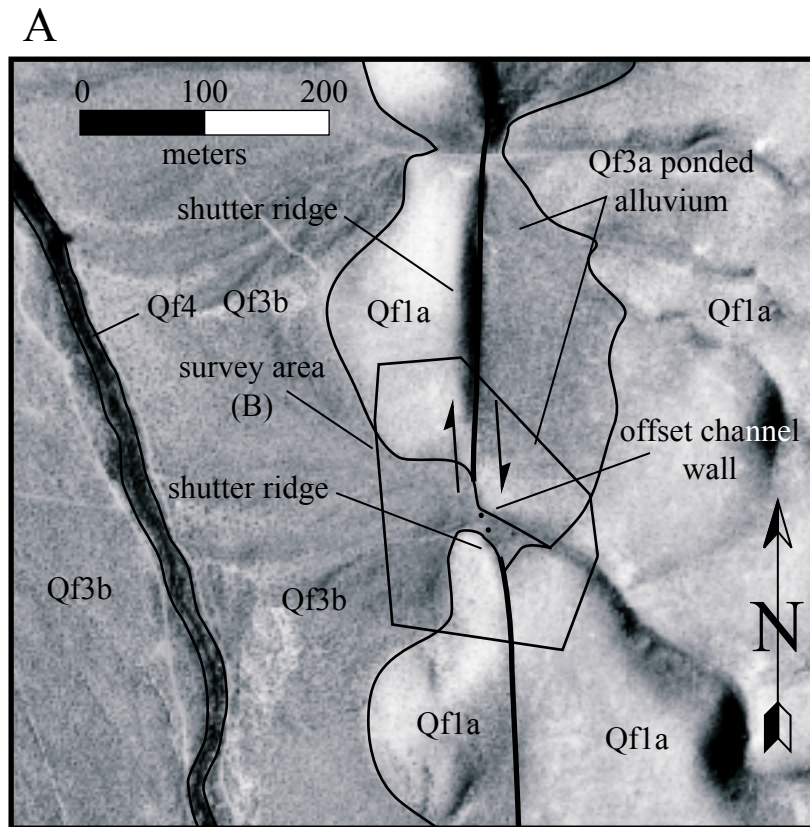 A
0 100 200
meters
Qf3a ponded
alluvium
shutter ridge
Qf4
Qf3b
Qf1a
Qf1a
survey area
(B)
offset channel
wall
shutter ridge
Qf3b
Qf3b
N
Qf1a
Qf1a